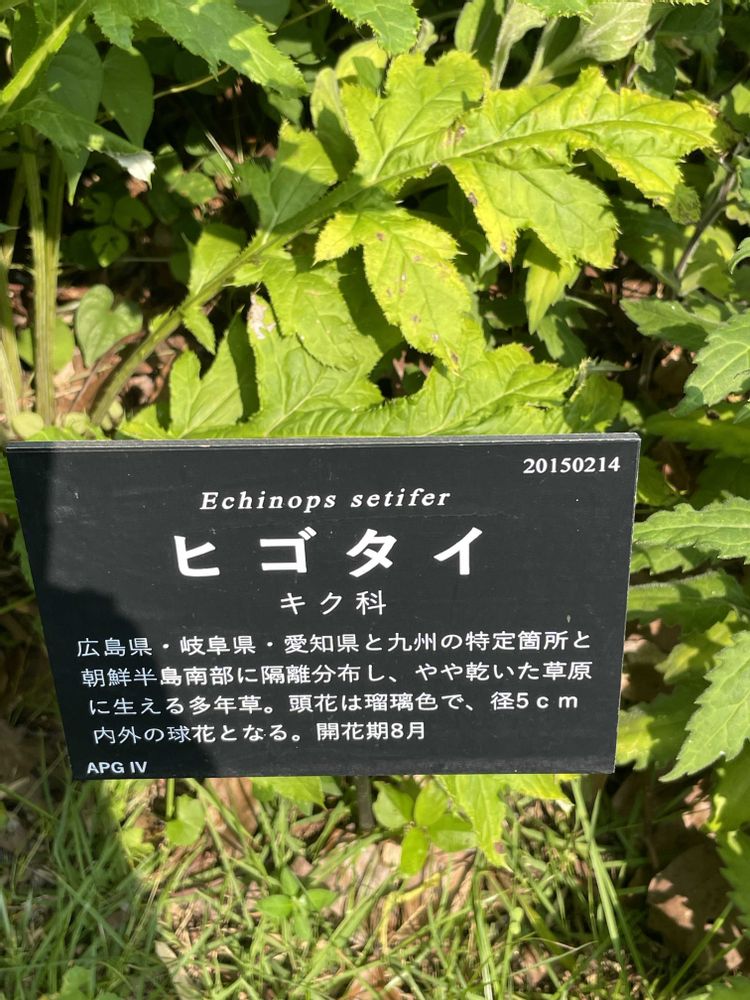 20150214
Echinops setifer
ヒゴタイ
キク科
広島県・岐阜県・愛知県と九州の特定箇所と
朝鮮半島南部に隔離分布し、やや乾いた草原
に生える多年草。頭花は瑠璃色で、径5cm
内外の球花となる。開花期8月
APG IV